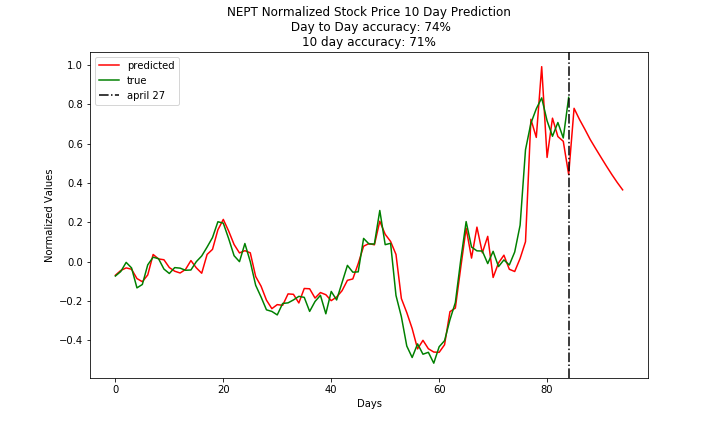 NEPT Normalized Stock Price 10 Day Prediction
Day to Day accuracy: 74%
10 day accuracy: 71%
predicted
true
april 27
Normalized Values
1.0
0.8
0.6
0.4
0.2
0.0
−0.2
−0.4
0 20 40 60 80
Days